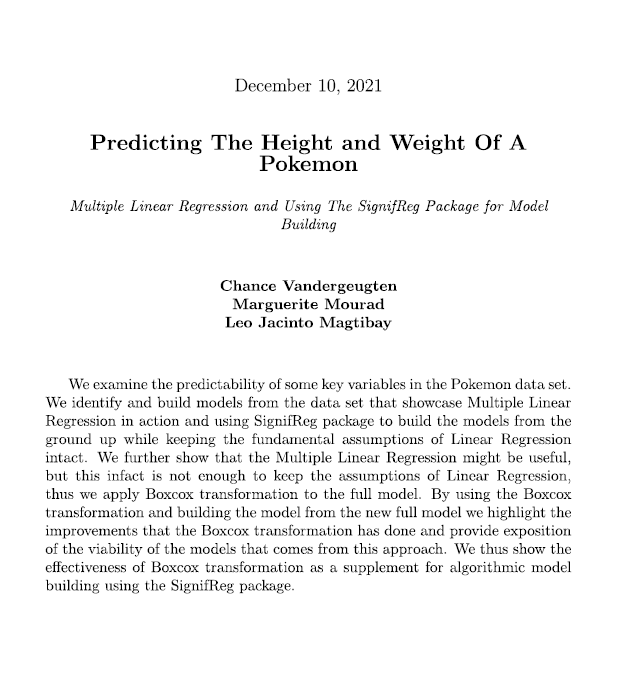 December 10, 2021
Predicting The Height and Weight Of A
Pokemon
Multiple Linear Regression and Using The SignifReg Package for Model
Building
Chance Vandergeugten
Marguerite Mourad
Leo Jacinto Magtibay
We examine the predictability of some key variables in the Pokemon data set.
We identify and build models from the data set that showcase Multiple Linear
Regression in action and using SignifReg package to build the models from the
ground up while keeping the fundamental assumptions of Linear Regression
intact. We further show that the Multiple Linear Regression might be useful,
but this infact is not enough to keep the assumptions of Linear Regression,
thus we apply Boxcox transformation to the full model. By using the Boxcox
transformation and building the model from the new full model we highlight the
improvements that the Boxcox transformation has done and provide exposition
of the viability of the models that comes from this approach. We thus show the
effectiveness of Boxcox transformation as a supplement for algorithmic model
building using the SignifReg package.